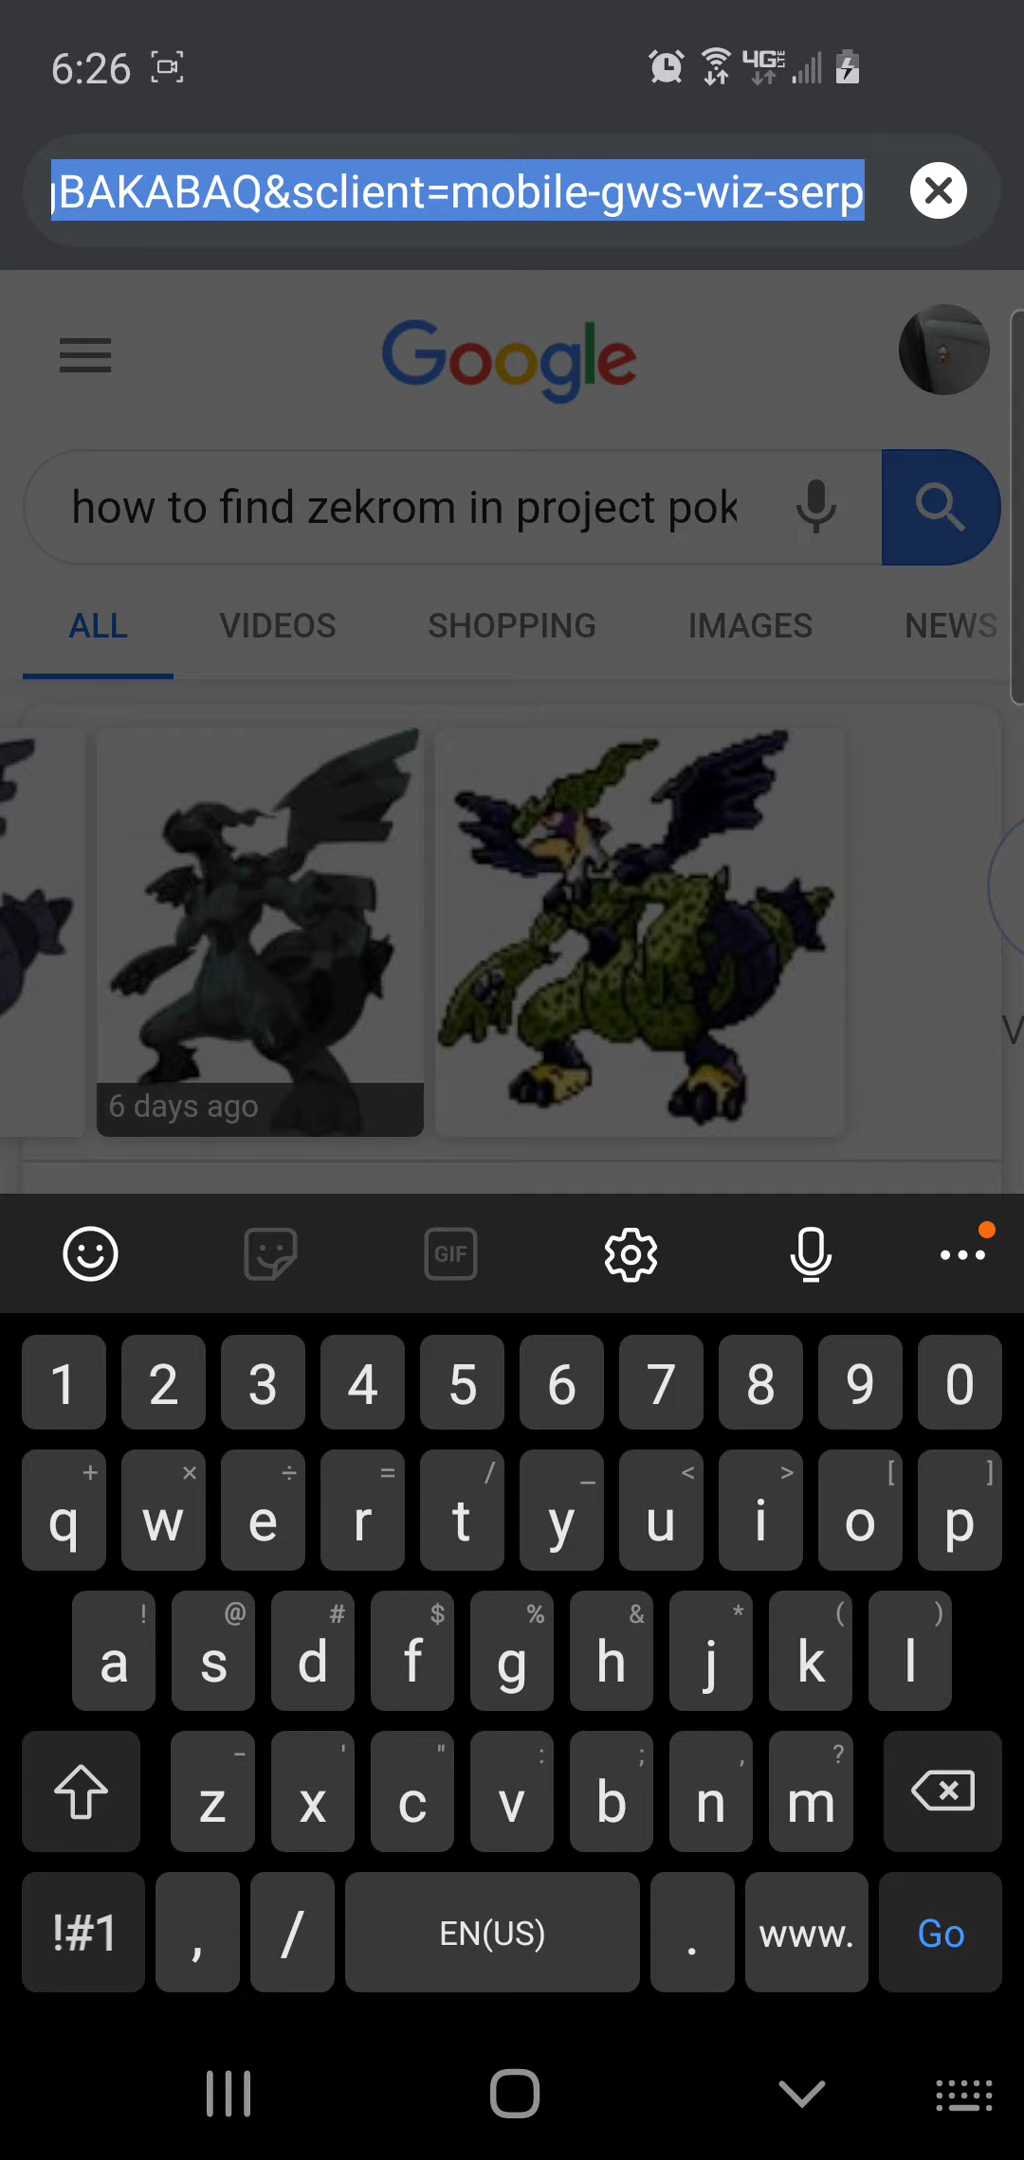 6:26
4G LTE
BAKABAQ&sclient=mobile-gws-wiz-serp
Google
how to find zekrom in project pok
ALL VIDEOS SHOPPING IMAGES NEWS
V
6 days ago
GIF
1 2 3 4 5 6 7 8 9 0
+ × ÷ = / _ < > [ ]
q w e r t y u i o p
! @ # $ % & * ( )
a s d f g h j k l
- ' " : ; , ?
z x c v b n m
!#1 , / EN(US) . www. Go